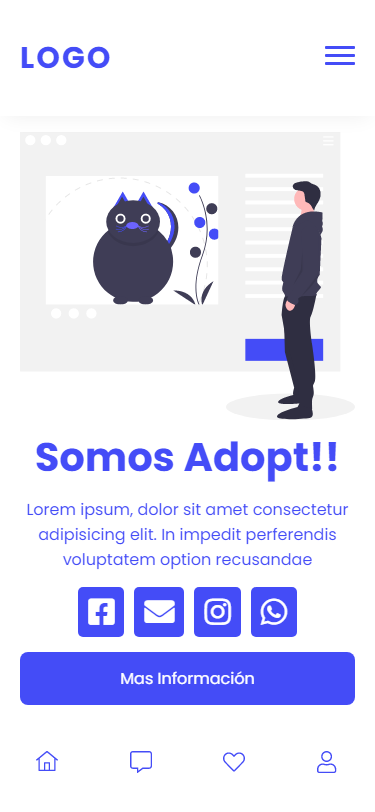 LOGO
Somos Adopt!!
Lorem ipsum, dolor sit amet consectetur
adipisicing elit. In impedit perferendis
voluptatem option recusandae
Mas Información